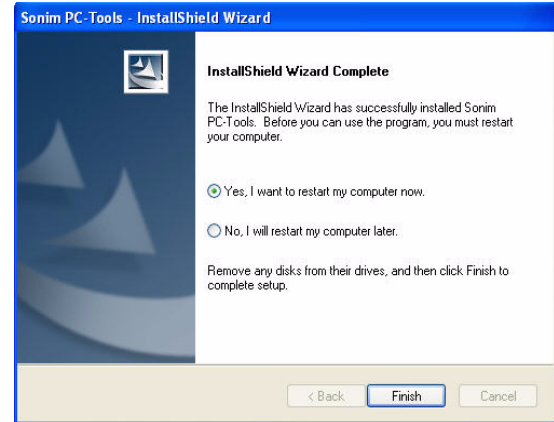 Sonim PC-Tools - InstallShield Wizard
InstallShield Wizard Complete
The InstallShield Wizard has successfully installed Sonim
PC-Tools. Before you can use the program, you must restart
your computer.
Yes, I want to restart my computer now.
No, I will restart my computer later.
Remove any disks from their drives, and then click Finish to
complete setup.
< Back
Finish
Cancel